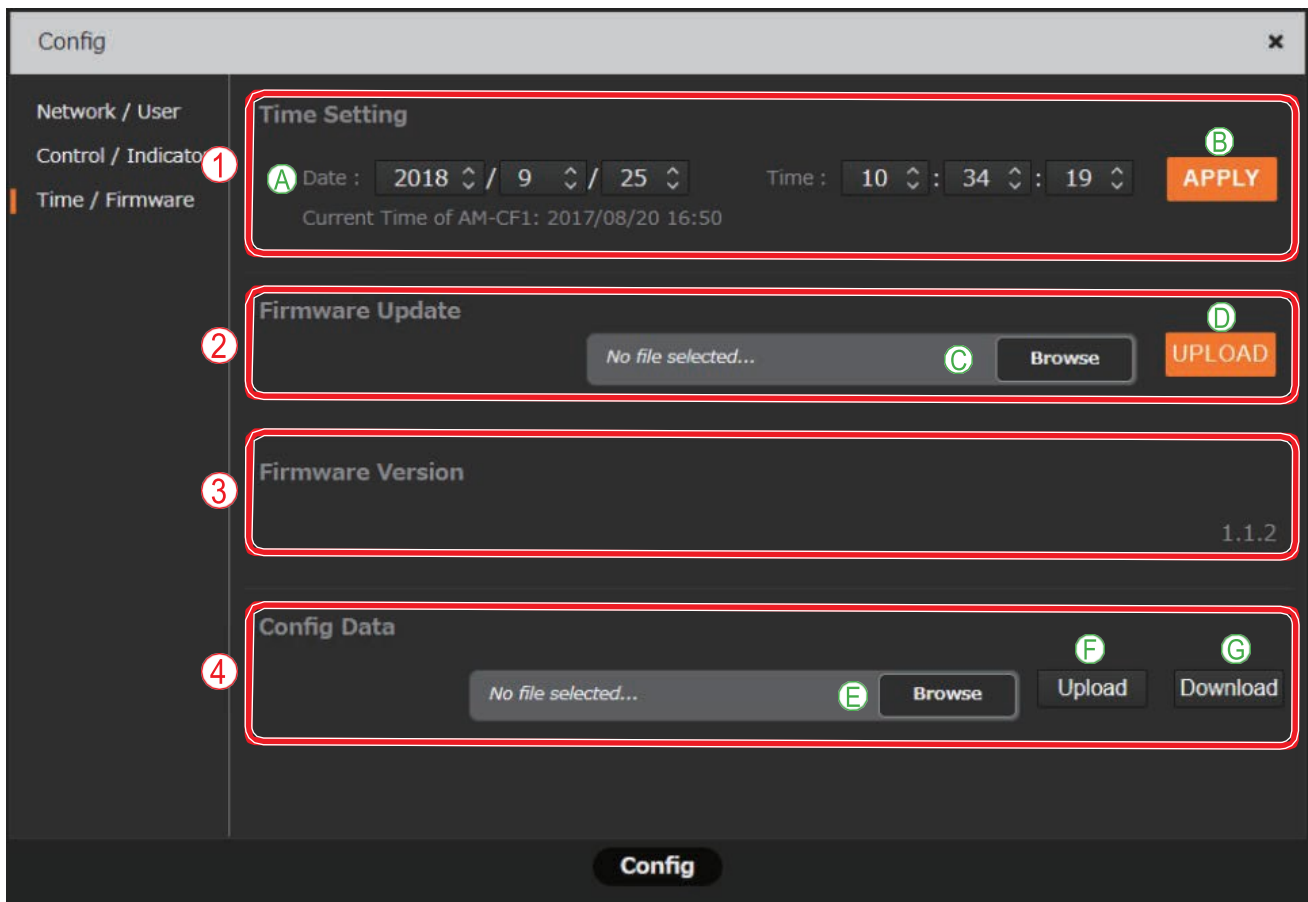 Config ×
Network / User
Control / Indicato
Time / Firmware
1
Time Setting
A Date : 2018 / 9 / 25 Time : 10 : 34 : 19 B APPLY
Current Time of AM-CF1: 2017/08/20 16:50
2
Firmware Update
No file selected... C Browse D UPLOAD
3
Firmware Version
1.1.2
4
Config Data
No file selected... E Browse F Upload G Download
Config